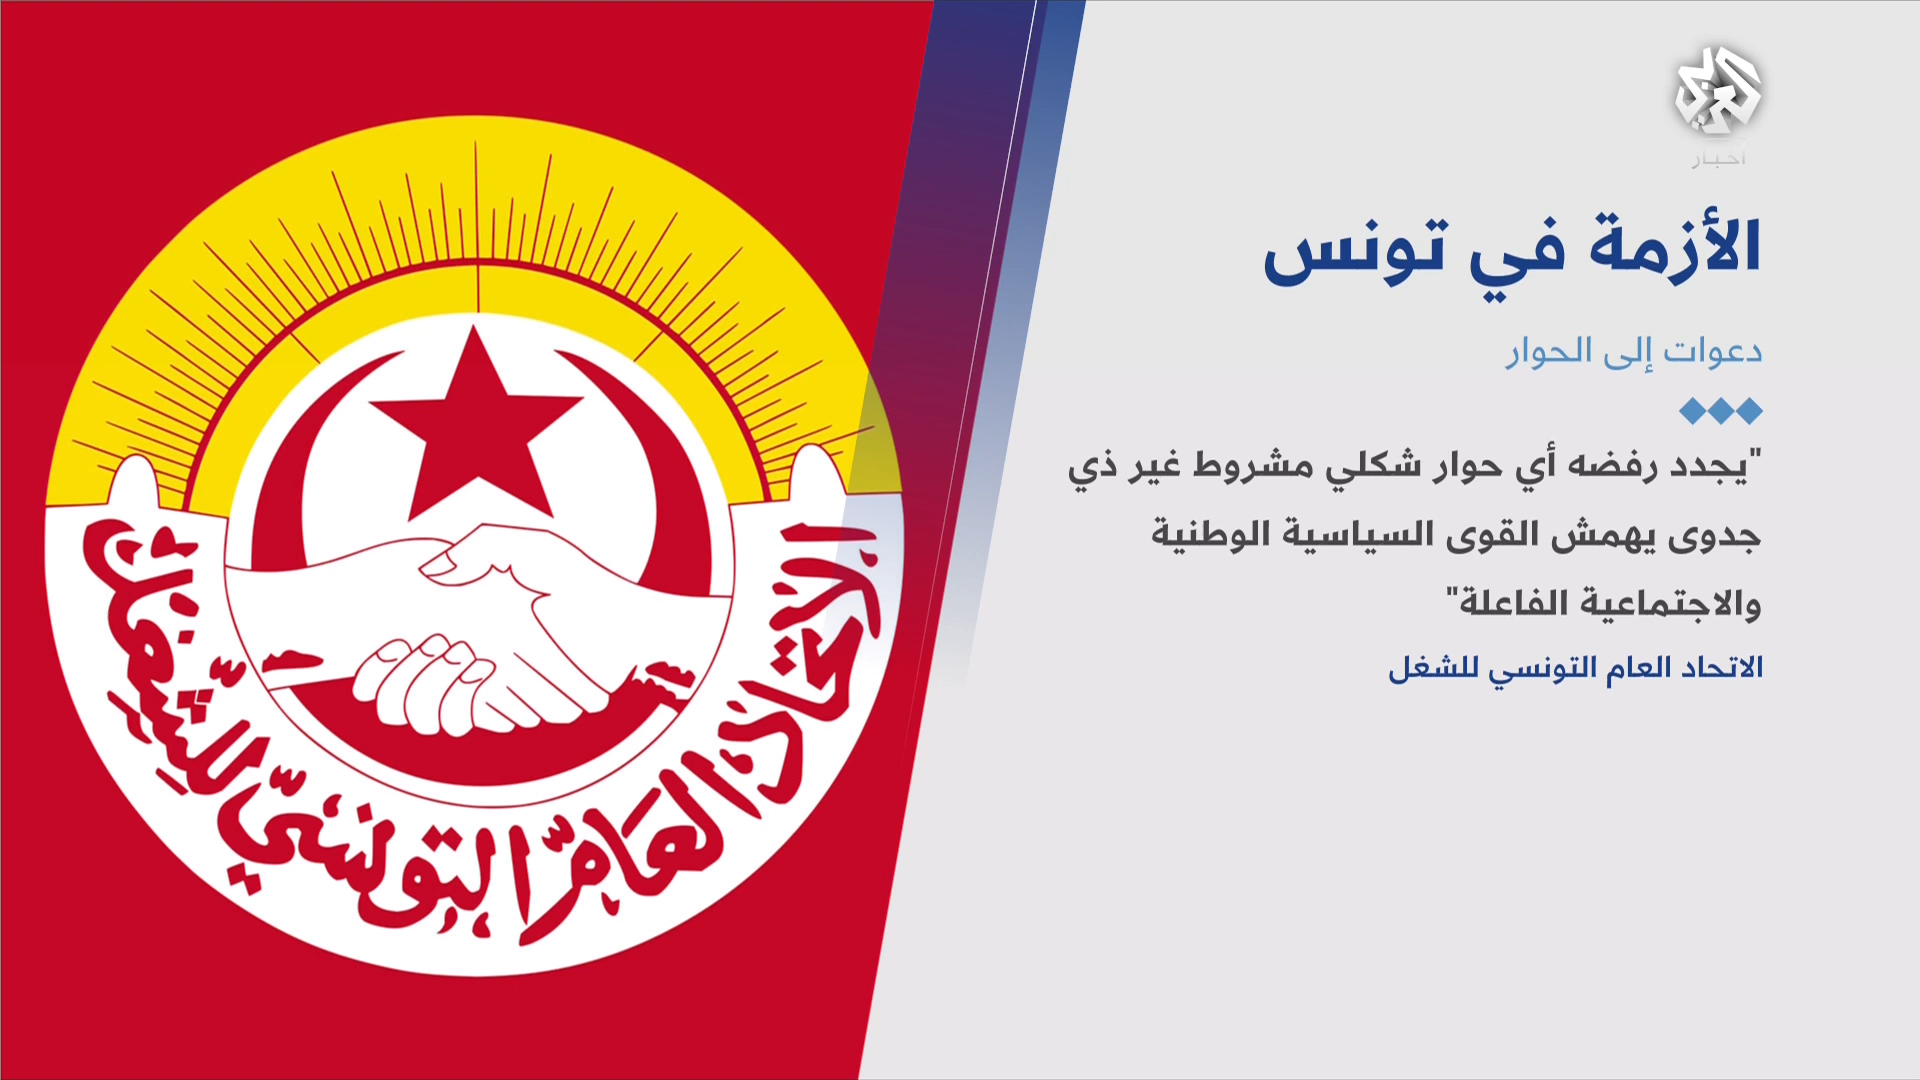 العربي
أخبار
الأزمة في تونس
دعوات إلى الحوار
"يجدد رفضه أي حوار شكلي مشروط غير ذي
جدوى يهمش القوى السياسية الوطنية
والاجتماعية الفاعلة"
الاتحاد العام التونسي للشغل
الاتحاد العام التونسي للشغل